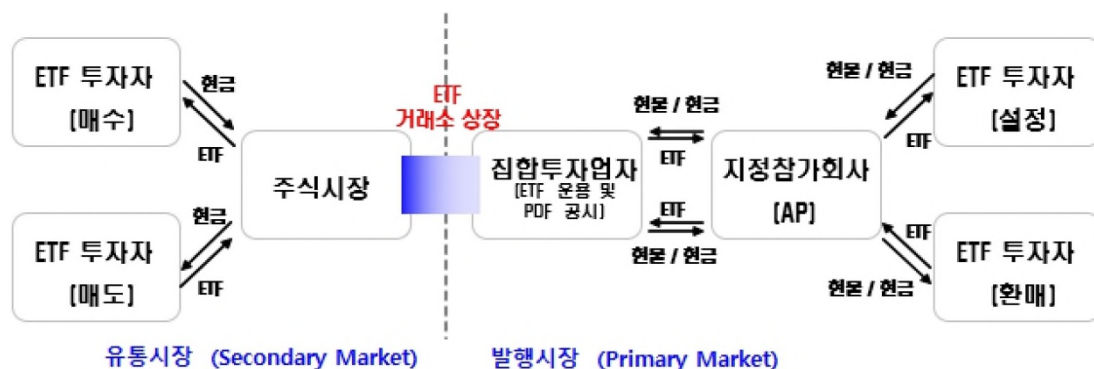 ETF 투자자
[매수]
현금
ETF
ETF 투자자
[매도]
현금
ETF
주식시장
ETF
거래소 상장
집합투자업자
[ETF 운용 및
PDF 공시]
현물 / 현금
ETF
ETF
현물 / 현금
지정참가회사
[AP]
현물 / 현금
ETF
ETF 투자자
[설정]
ETF
현물 / 현금
ETF 투자자
[환매]
유통시장 (Secondary Market)
발행시장 (Primary Market)